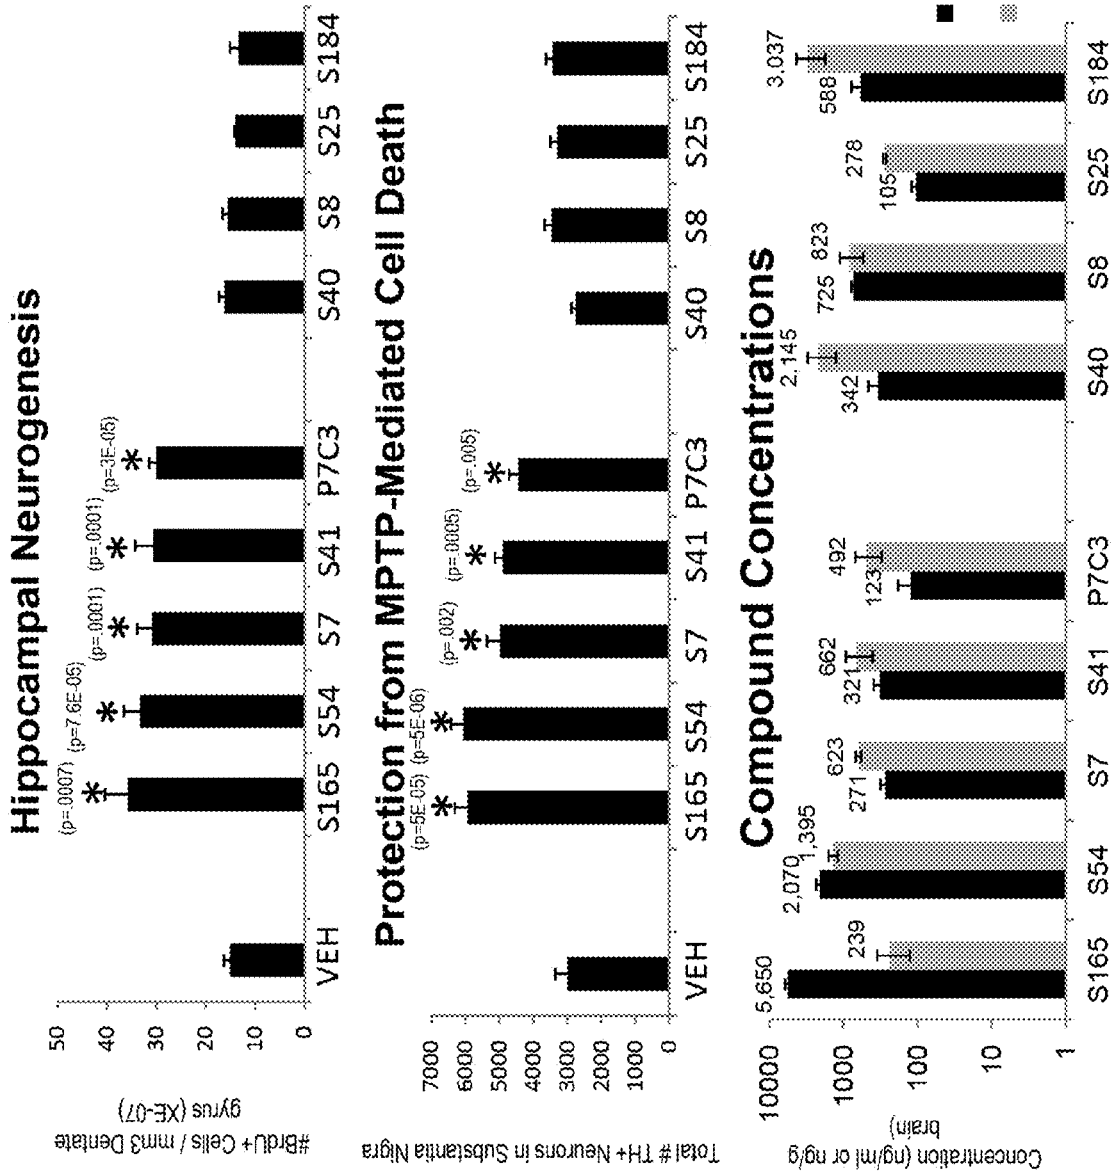 Hippocampal Neurogenesis
#BrdU+ Cells / mm3 Dentate
gyrus (XE-07)
50
40
30
20
10
0
(p=.0007)
(p=7.6E-05)
(p=.0001)
(p=.0001)
(p=3E-05)
* * * * *
VEH S165 S54 S7 S41 P7C3 S40 S8 S25 S184
Protection from MPTP-Mediated Cell Death
Total # TH+ Neurons in Substantia Nigra
7000
6000
5000
4000
3000
2000
1000
0
(p=5E-05)
(p=5E-06)
(p=.002)
(p=.0005)
(p=.005)
* * * * *
VEH S165 S54 S7 S41 P7C3 S40 S8 S25 S184
Compound Concentrations
Concentration (ng/ml or ng/g
brain)
10000
1000
100
10
1
5,650 239
2,070 1,395
271 623
321 662
123 492
342 2,145
725 823
105 278
588 3,037
S165 S54 S7 S41 P7C3 S40 S8 S25 S184